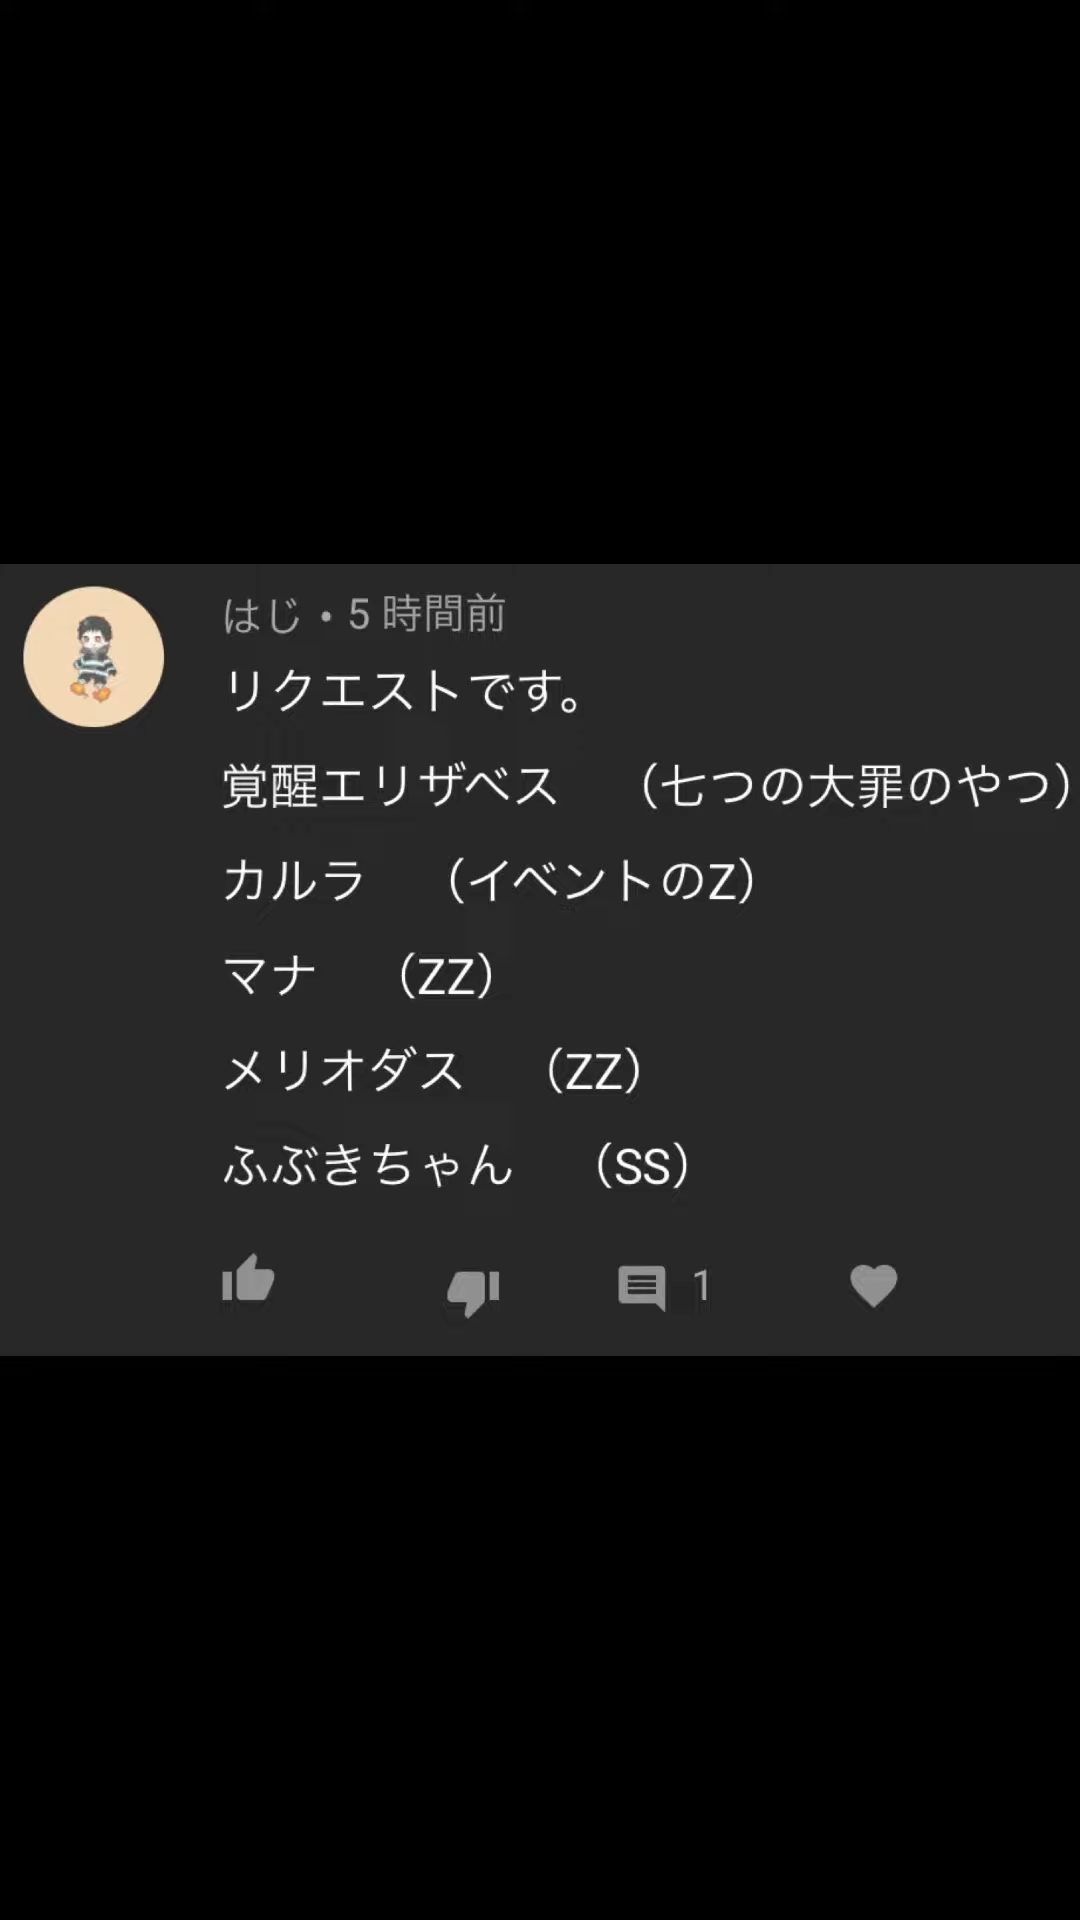 はじ • 5 時間前
リクエストです。
覚醒エリザベス　（七つの大罪のやつ）
カルラ　（イベントのZ）
マナ　（ZZ）
メリオダス　（ZZ）
ふぶきちゃん　（SS）
1